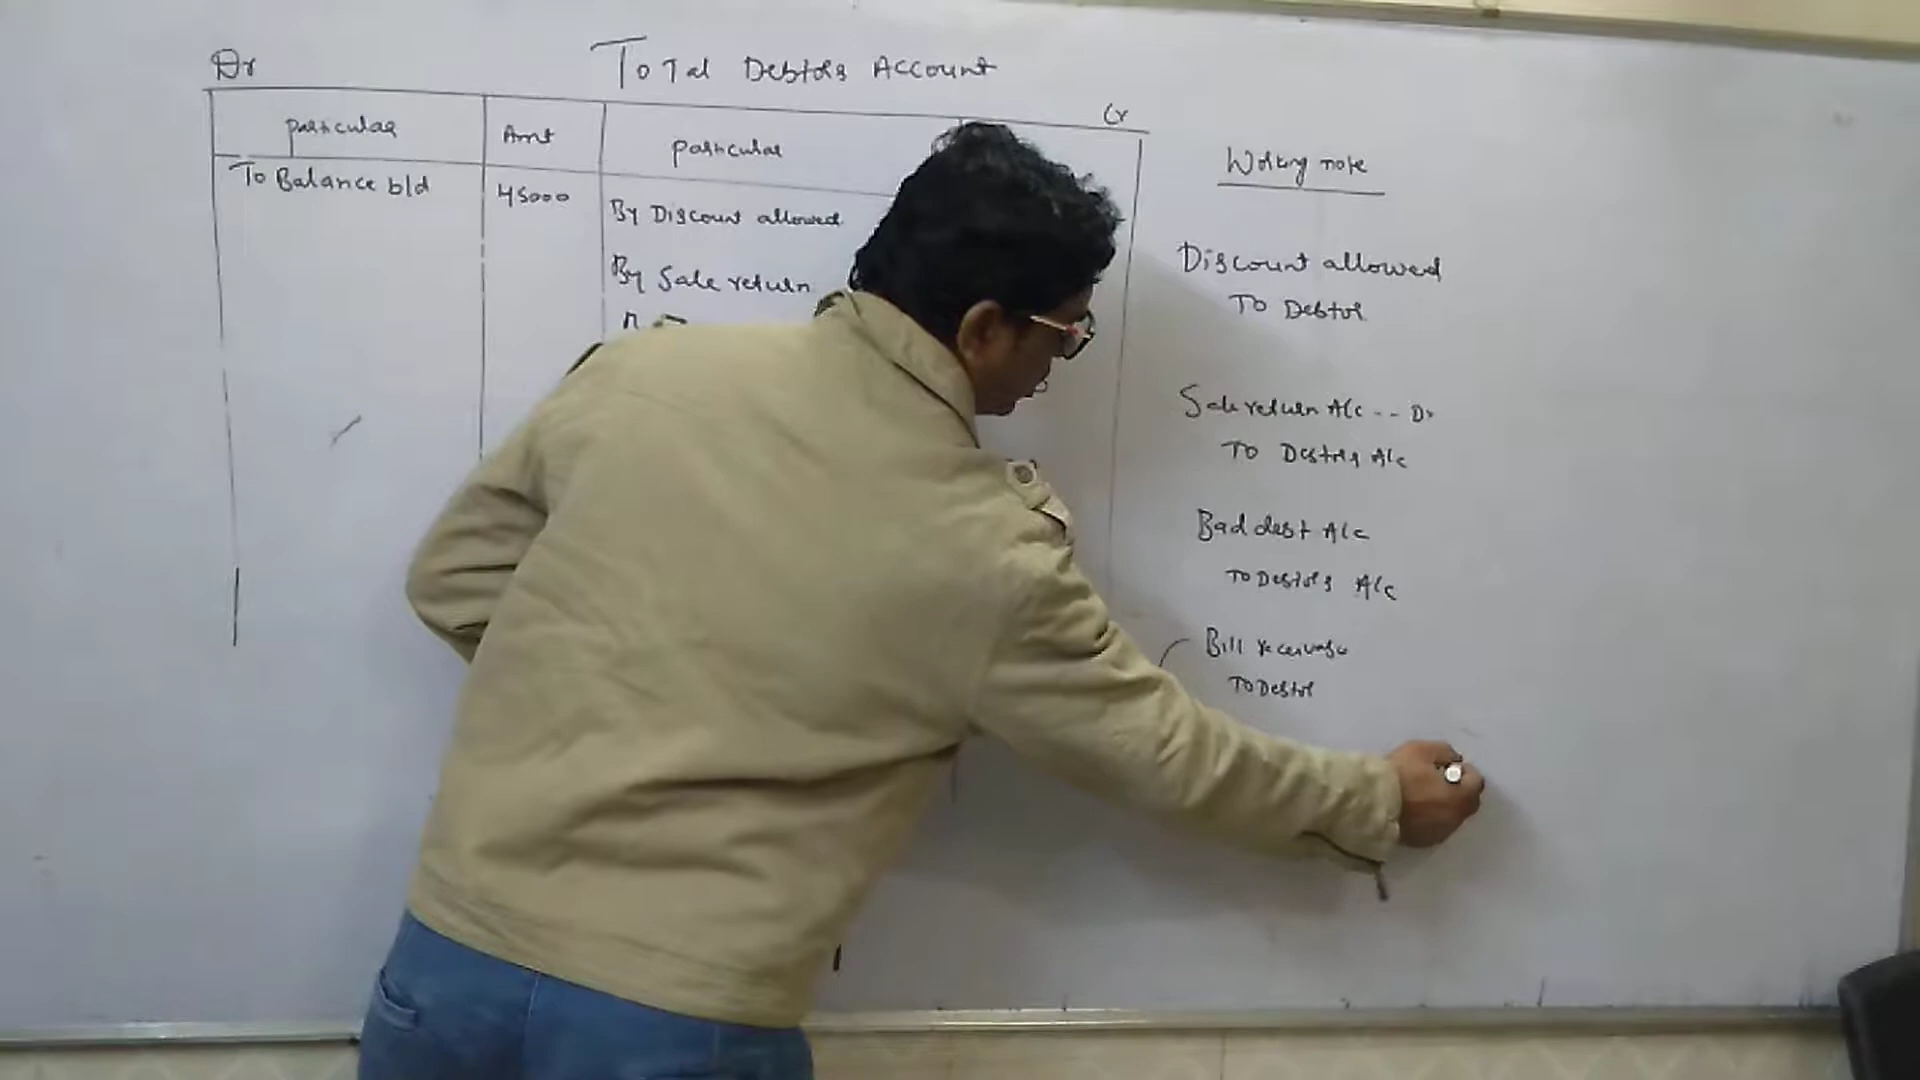 Dr
Total Debtors Account
Cr
particular
Amt
particular
To Balance b/d
45000
By Discount allowed
By Sale return
Working note
Discount allowed
To Debtor
Sale return A/c -- Dr
To Debtors A/c
Bad debt A/c
To Debtors A/c
Bill
To Debtor